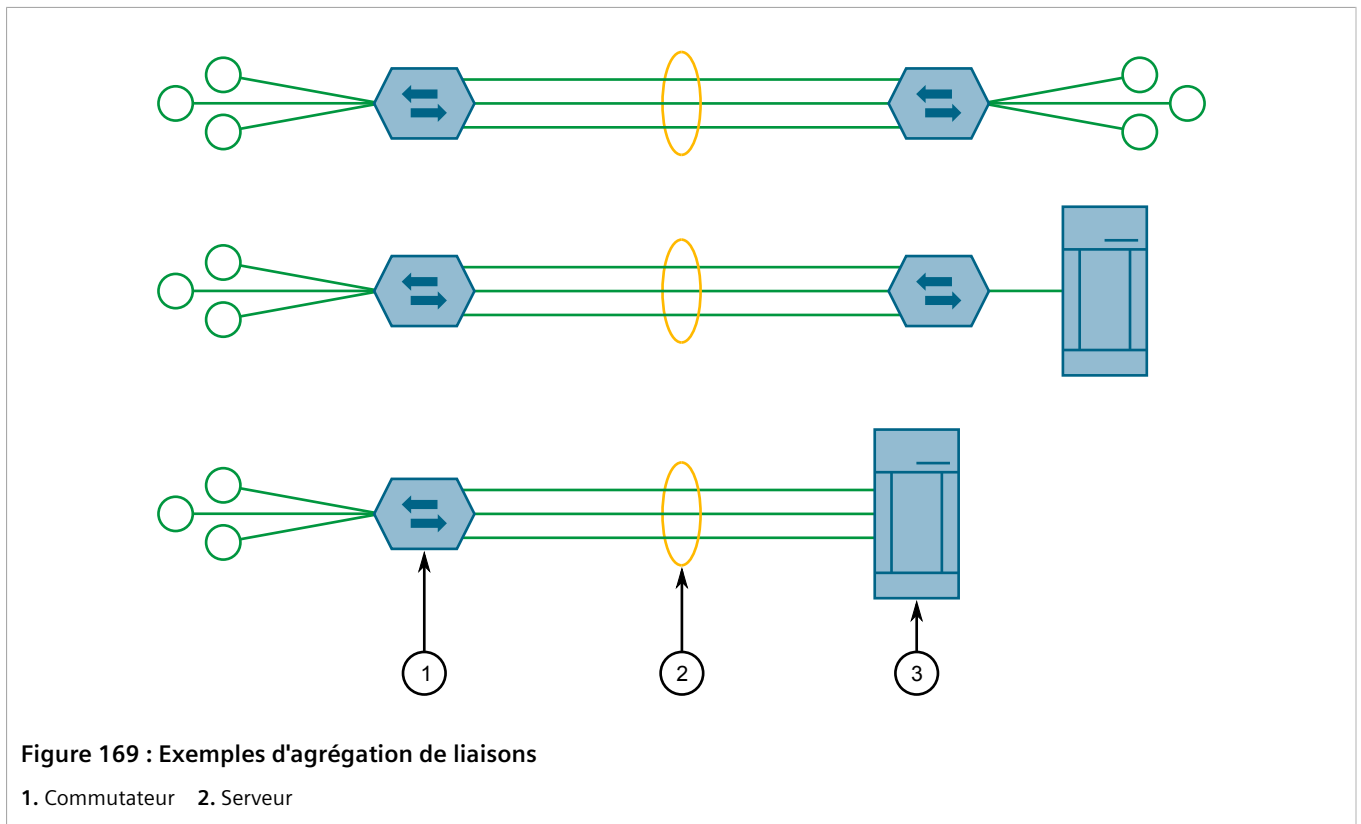 1
2
3
Figure 169 : Exemples d'agrégation de liaisons
1. Commutateur 2. Serveur